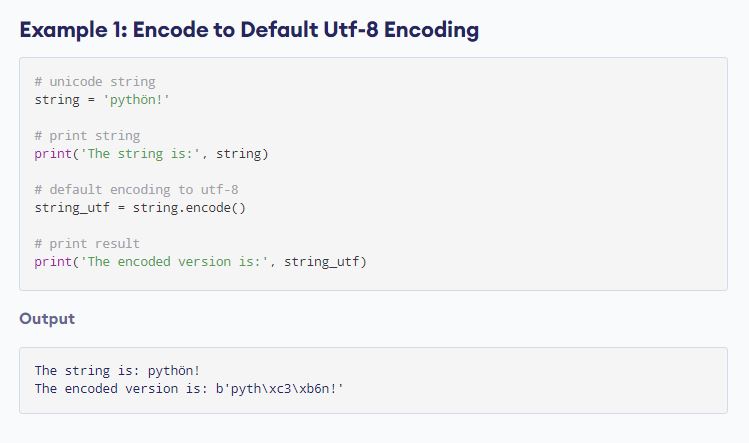 Example 1: Encode to Default Utf-8 Encoding
# unicode string
string = 'pythön!'
# print string
print('The string is:', string)
# default encoding to utf-8
string_utf = string.encode()
# print result
print('The encoded version is:', string_utf)
Output
The string is: pythön!
The encoded version is: b'pyth\xc3\xb6n!'